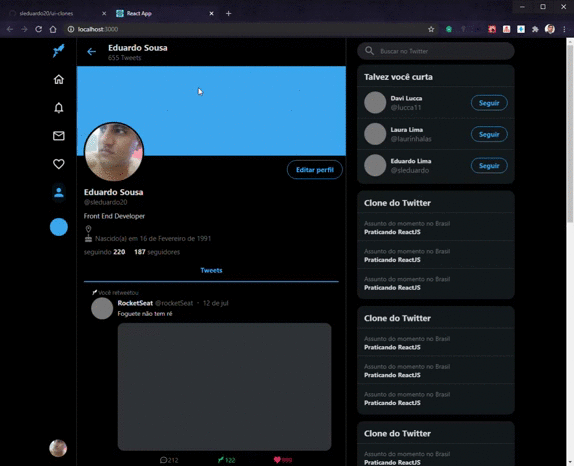 sleduardo20/ui-clones
React App
localhost:3000
Eduardo Sousa
655 Tweets
Editar perfil
Eduardo Sousa
@sleduardo20
Front End Developer
Nascido(a) em 16 de Fevereiro de 1991
seguindo 220 187 seguidores
Tweets
Você retweetou
RocketSeat @rocketSeat · 12 de jul
Foguete não tem ré
212
122
999
Buscar no Twitter
Talvez você curta
Davi Lucca
@lucca11
Seguir
Laura Lima
@laurinhalas
Seguir
Eduardo Lima
@sleduardo
Seguir
Clone do Twitter
Assunto do momento no Brasil
Praticando ReactJS
Assunto do momento no Brasil
Praticando ReactJS
Assunto do momento no Brasil
Praticando ReactJS
Clone do Twitter
Assunto do momento no Brasil
Praticando ReactJS
Assunto do momento no Brasil
Praticando ReactJS
Assunto do momento no Brasil
Praticando ReactJS
Clone do Twitter
Assunto do momento no Brasil
Praticando ReactJS